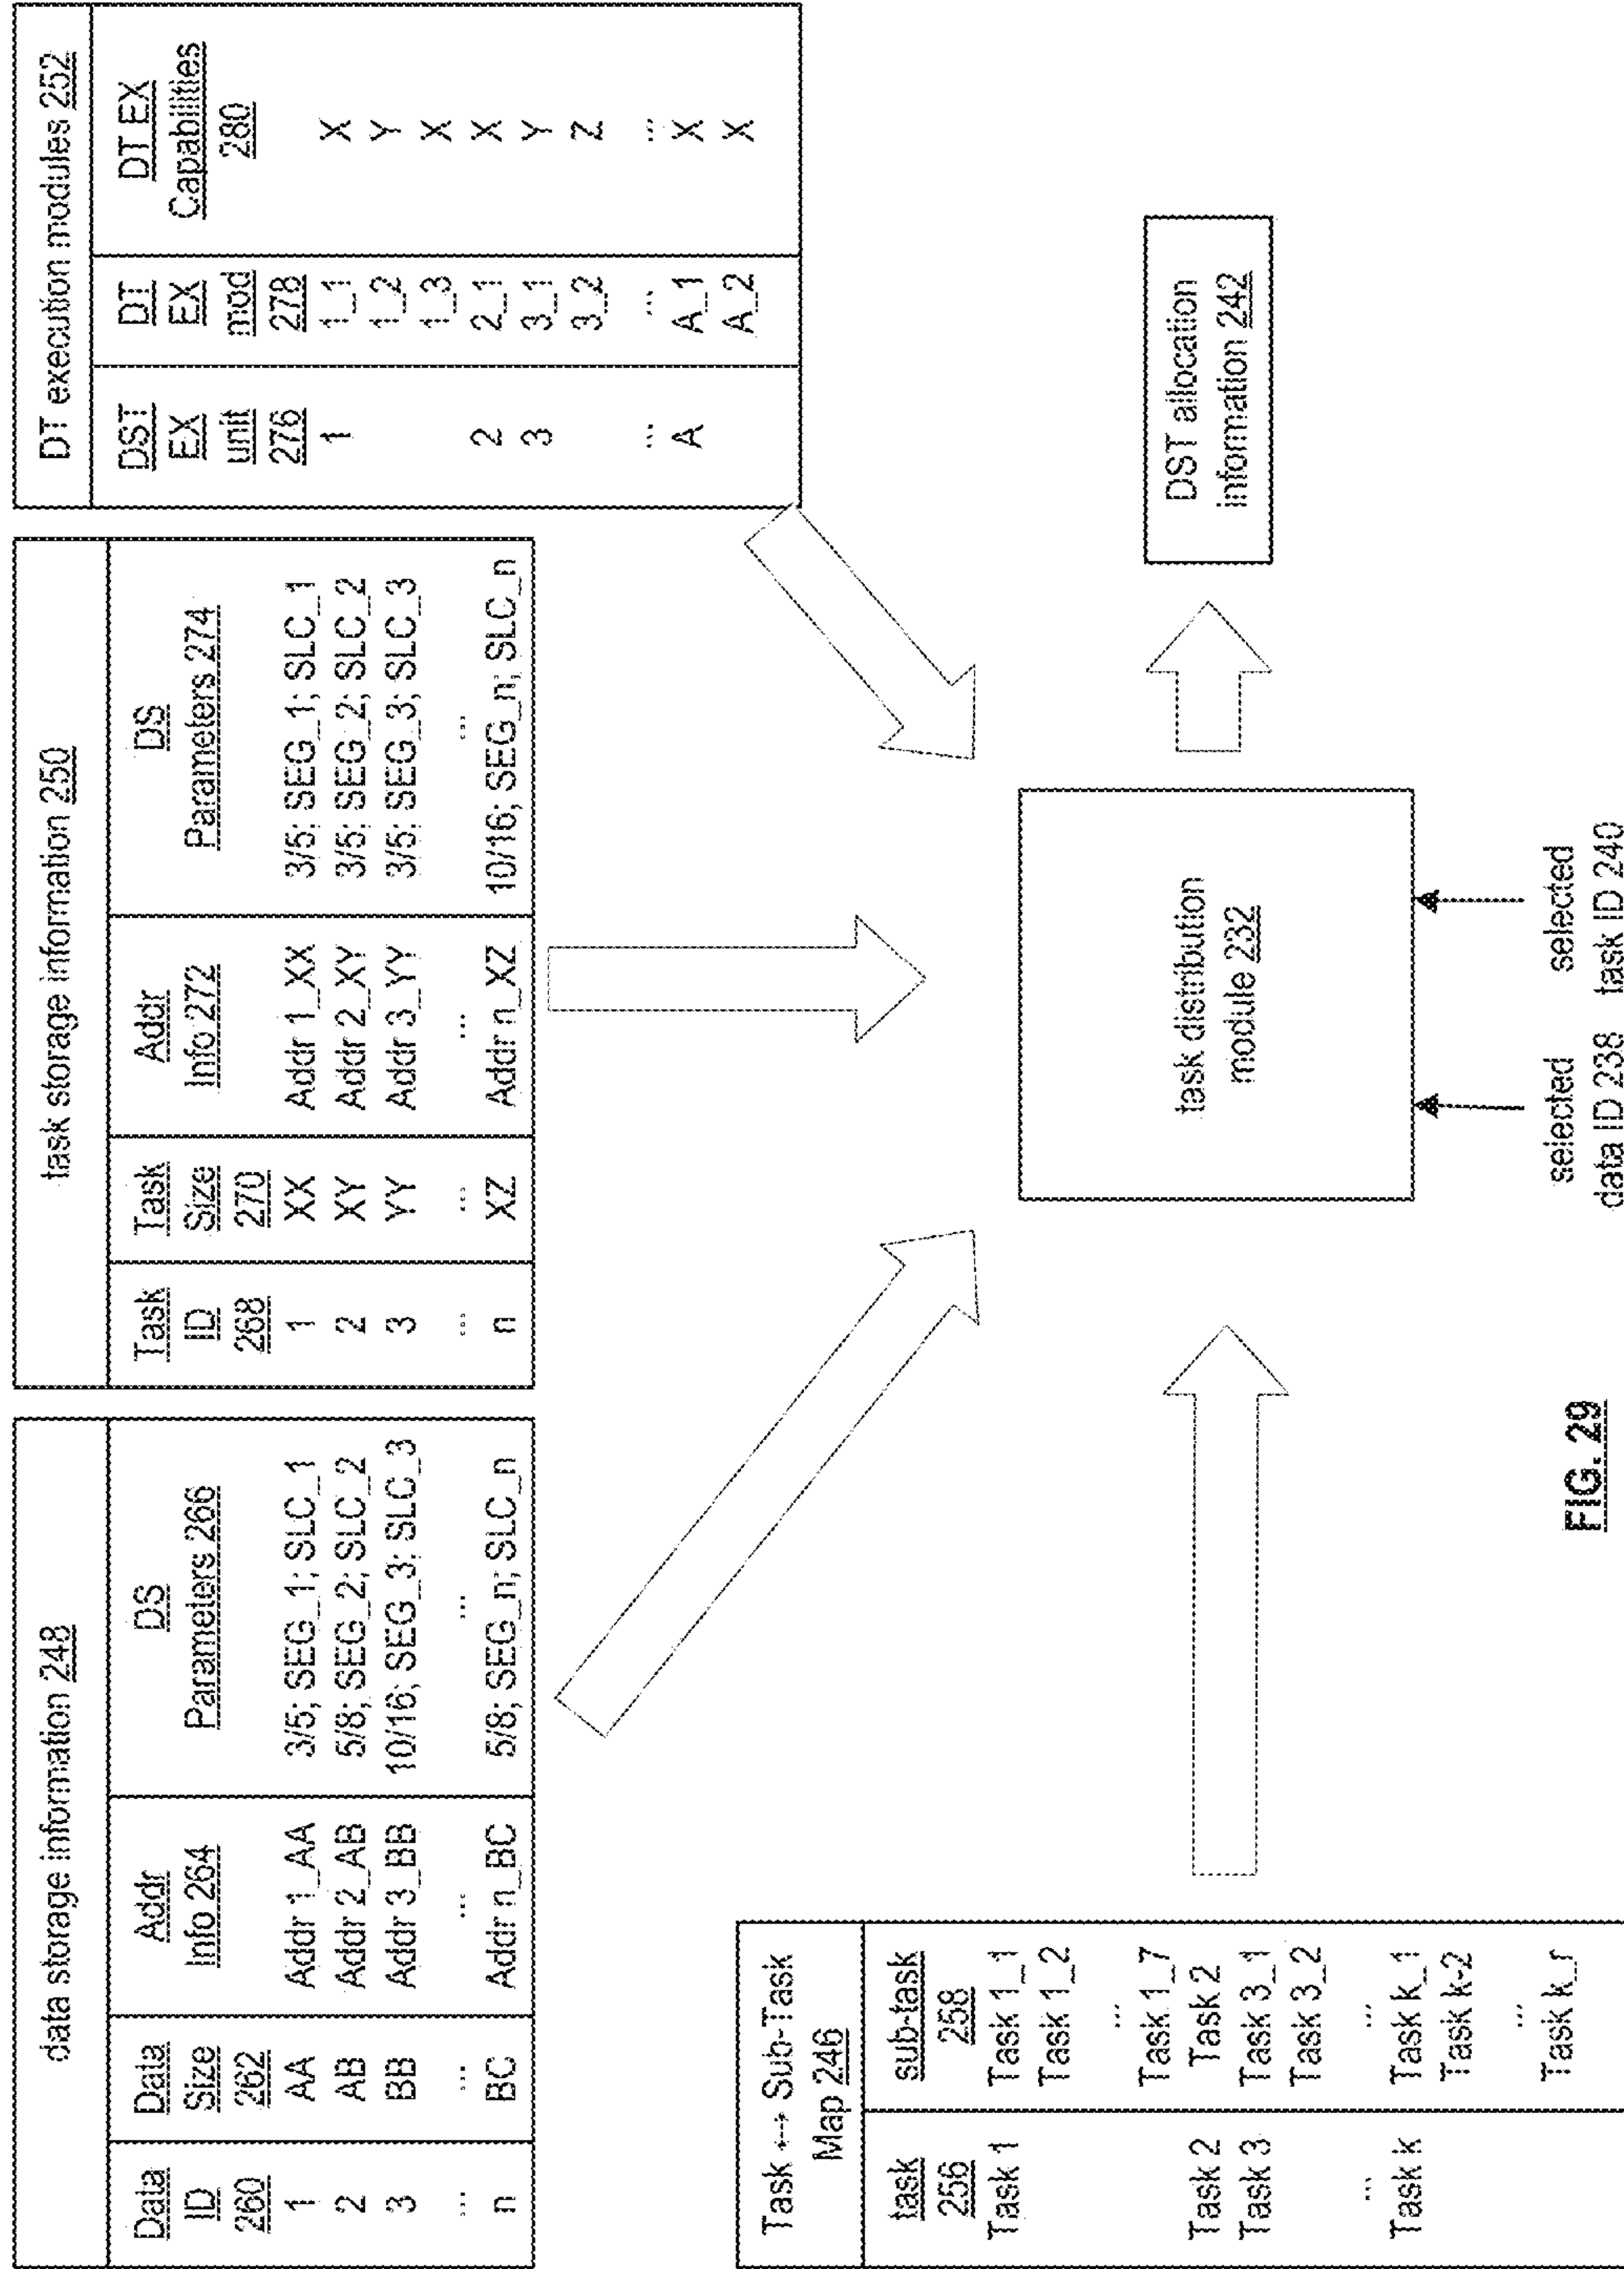 data storage information 248
Data ID 260 | Data Size 262 | Addr Info 264 | DS Parameters 266
1 | AA | Addr 1_AA | 3/5; SEG_1; SLC_1
2 | AB | Addr 2_AB | 5/8; SEG_2; SLC_2
3 | BB | Addr 3_BB | 10/16; SEG_3; SLC_3
... | ... | ... | ...
n | BC | Addr n_BC | 5/8; SEG_n; SLC_n
task storage information 250
Task ID 268 | Task Size 270 | Addr Info 272 | DS Parameters 274
1 | XX | Addr 1_XX | 3/5; SEG_1; SLC_1
2 | XY | Addr 2_XY | 3/5; SEG_2; SLC_2
3 | YY | Addr 3_YY | 3/5; SEG_3; SLC_3
... | ... | ... | ...
n | XZ | Addr n_XZ | 10/16; SEG_n; SLC_n
DT execution modules 252
DST EX unit 276 | DT EX mod 278 | DT EX Capabilities 280
1 | 1_1 | X
1_2 | Y
1_3 | X
2 | 2_1 | X
3 | 3_1 | Y
3_2 | Z
... | ... | ...
A | A_1 | X
A_2 | X
Task ↔ Sub-Task
Map 246
task 256 | sub-task 258
Task 1 | Task 1_1
Task 1_2
...
Task 1_7
Task 2 | Task 2
Task 3 | Task 3_1
Task 3_2
... | ...
Task k | Task k_1
Task k-2
...
Task k_r
task distribution
module 232
DST allocation
information 242
selected
data ID 238
selected
task ID 240
FIG. 29